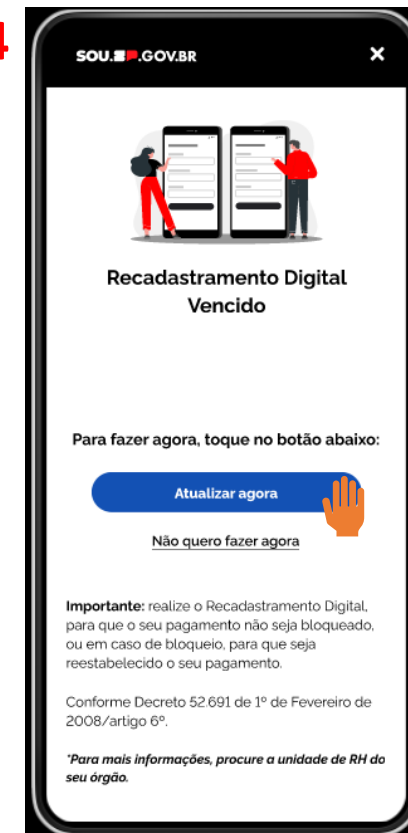 4
SOU.SP.GOV.BR ×
Recadastramento Digital
Vencido
Para fazer agora, toque no botão abaixo:
Atualizar agora
Não quero fazer agora
Importante: realize o Recadastramento Digital,
para que o seu pagamento não seja bloqueado,
ou em caso de bloqueio, para que seja
reestabelecido o seu pagamento.
Conforme Decreto 52.691 de 1º de Fevereiro de
2008/artigo 6º.
*Para mais informações, procure a unidade de RH do
seu órgão.